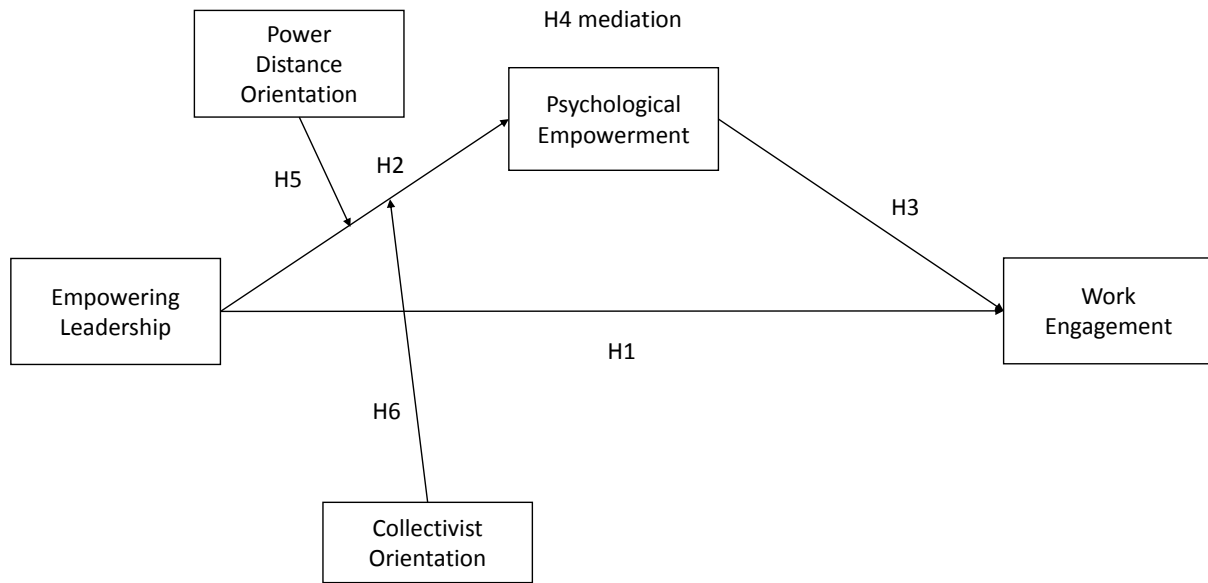 H4 mediation
Power
Distance
Orientation
Psychological
Empowerment
H2
H5
H3
Empowering
Leadership
Work
Engagement
H1
H6
Collectivist
Orientation